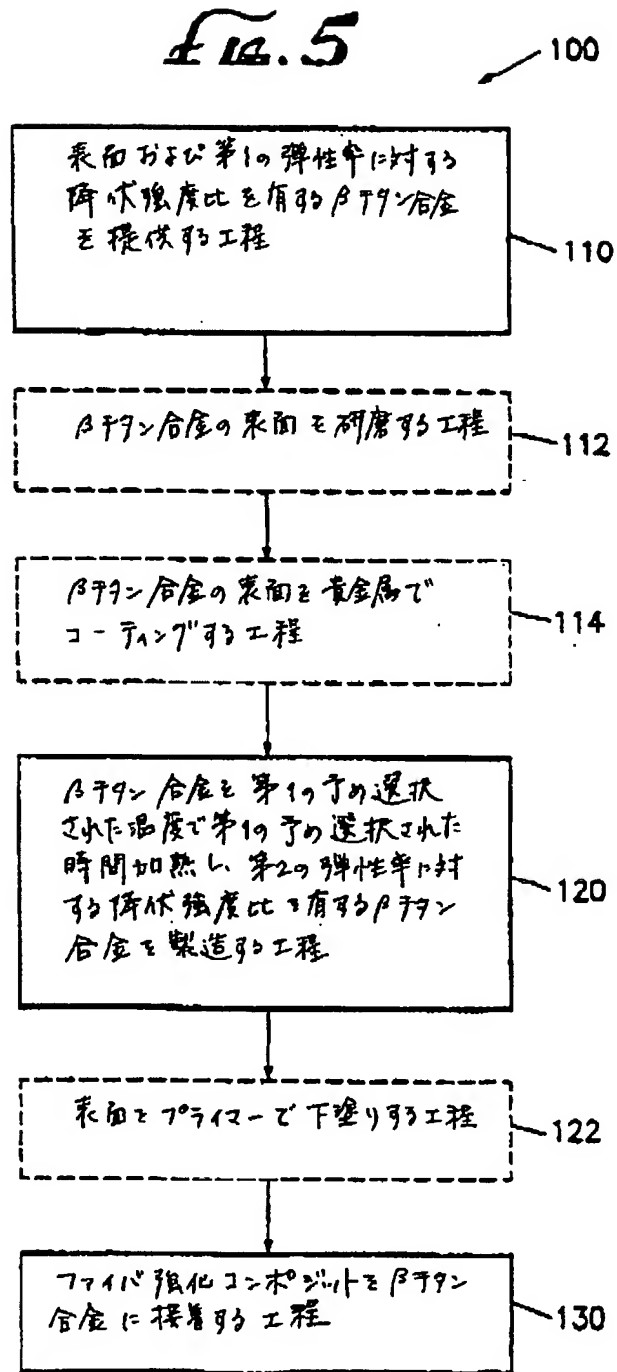 Fig. 5
100
表面および第1の弾性率に対する
降伏強度比を有するβチタン合金
を提供する工程
110
βチタン合金の表面を研磨する工程
112
βチタン合金の表面を貴金属で
コーティングする工程
114
βチタン合金を第1の予め選択
された温度で第1の予め選択された
時間加熱し、第2の弾性率に対
する降伏強度比を有するβチタン
合金を製造する工程
120
表面をプライマーで下塗りする工程
122
ファイバ強化コンポジットをβチタン
合金に接着する工程
130